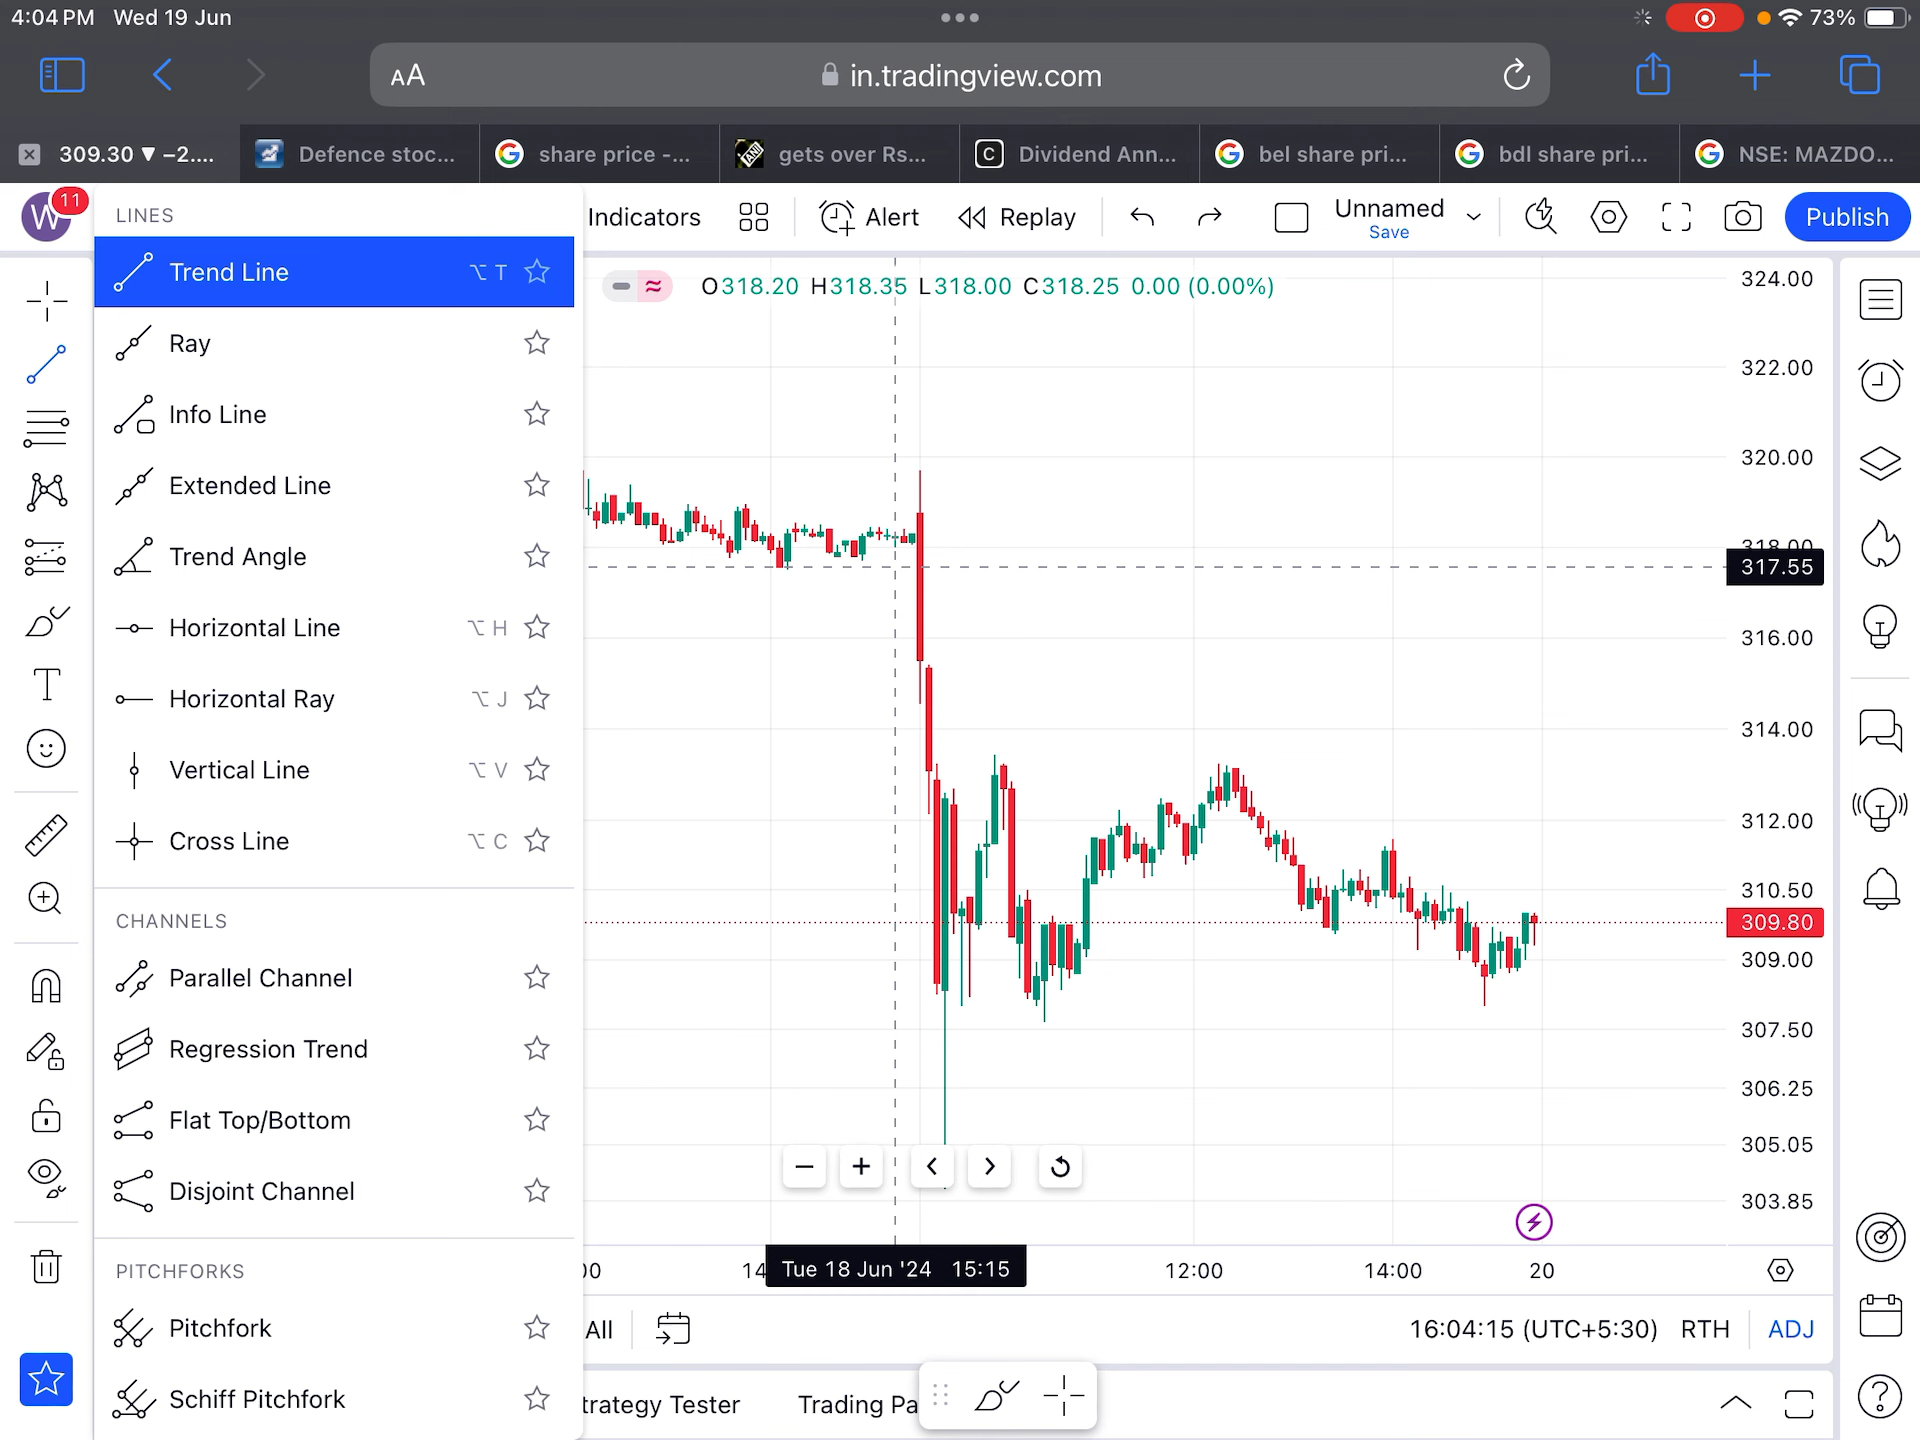 4:04 PM Wed 19 Jun
73%
AA in.tradingview.com
309.30 ▼ −2.... Defence stoc... share price -... gets over Rs... Dividend Ann... bel share pri... bdl share pri... NSE: MAZDO...
W 11
Indicators Alert Replay Unnamed Save Publish
LINES
Trend Line ⌥ T
Ray
Info Line
Extended Line
Trend Angle
Horizontal Line ⌥ H
Horizontal Ray ⌥ J
Vertical Line ⌥ V
Cross Line ⌥ C
CHANNELS
Parallel Channel
Regression Trend
Flat Top/Bottom
Disjoint Channel
PITCHFORKS
Pitchfork
Schiff Pitchfork
O318.20 H318.35 L318.00 C318.25 0.00 (0.00%)
324.00
322.00
320.00
318.00
317.55
316.00
314.00
312.00
310.50
309.80
309.00
307.50
306.25
305.05
303.85
00 14 Tue 18 Jun '24 15:15 12:00 14:00 20
All 16:04:15 (UTC+5:30) RTH ADJ
trategy Tester Trading Pa